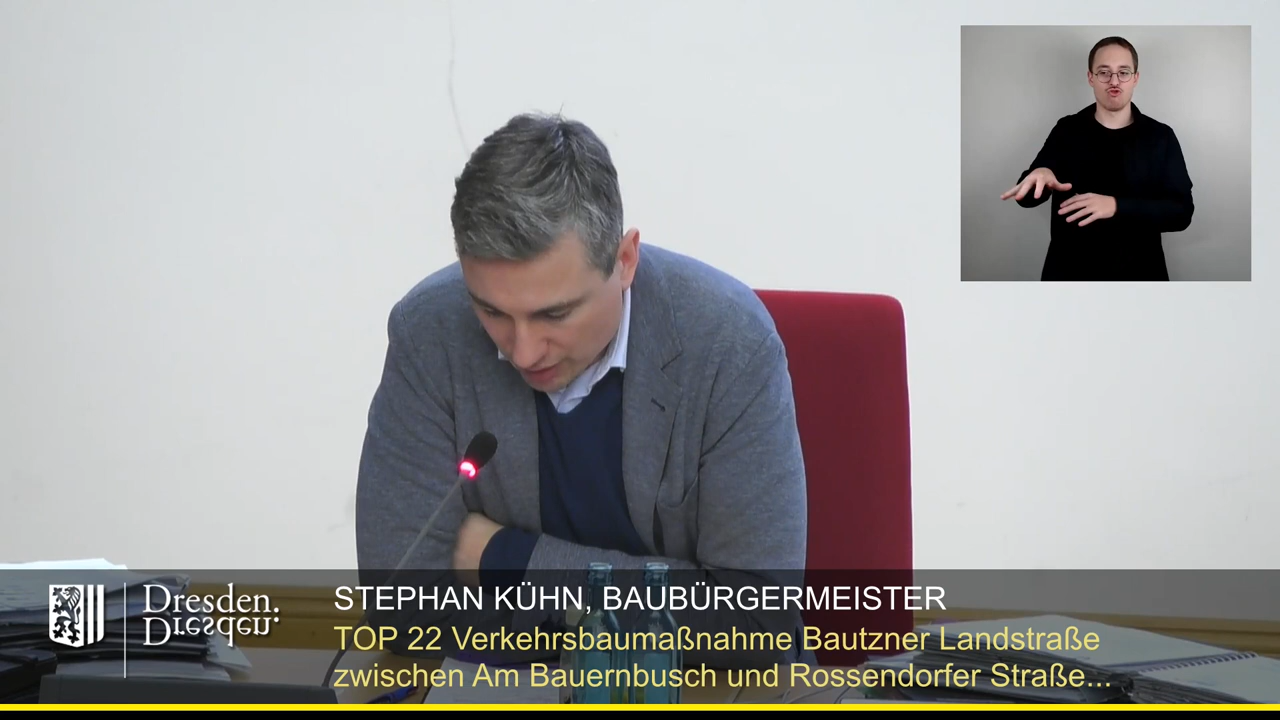 Dresden.
Dresden.
STEPHAN KÜHN, BAUBÜRGERMEISTER
TOP 22 Verkehrsbaumaßnahme Bautzner Landstraße
zwischen Am Bauernbusch und Rossendorfer Straße...